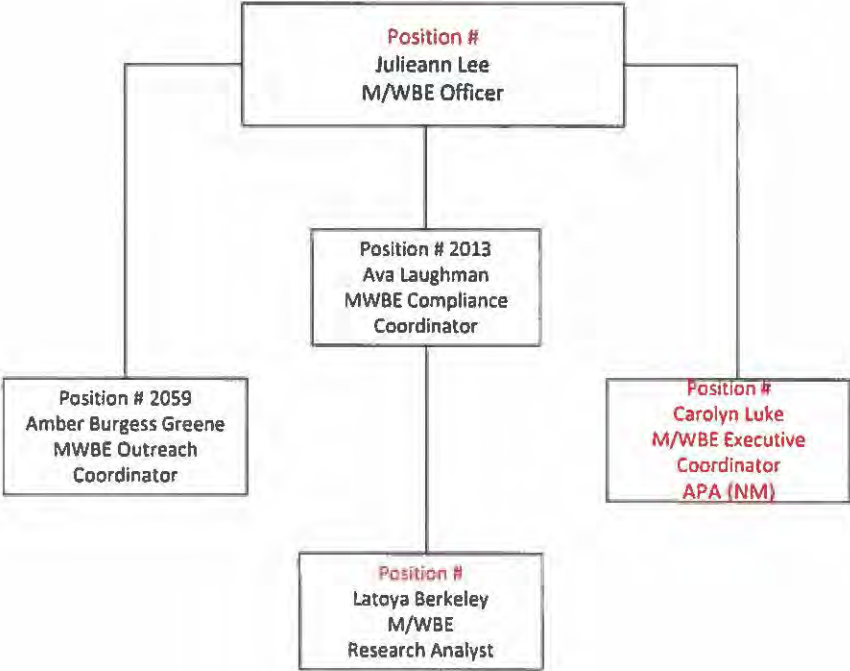 Position #
Julieann Lee
M/WBE Officer
Position # 2013
Ava Laughman
MWBE Compliance
Coordinator
Position # 2059
Amber Burgess Greene
MWBE Outreach
Coordinator
Position #
Carolyn Luke
M/WBE Executive
Coordinator
APA (NM)
Position #
Latoya Berkeley
M/WBE
Research Analyst